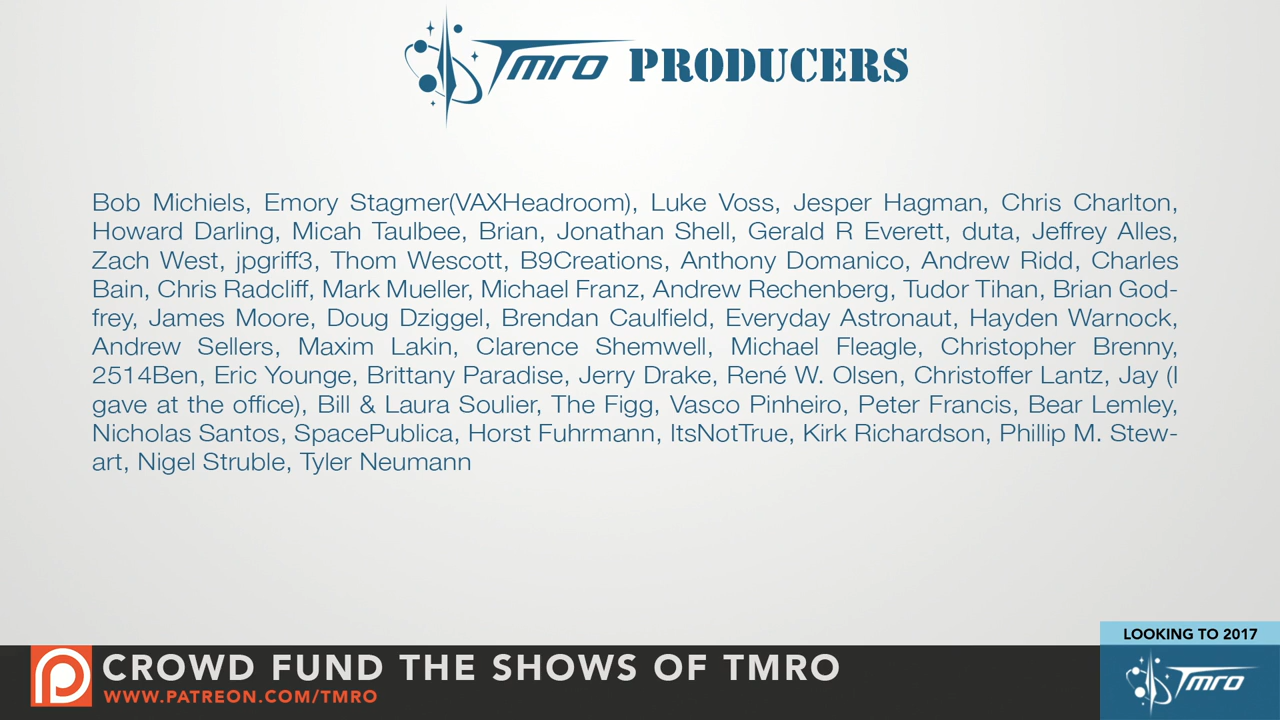 Tmro PRODUCERS
Bob Michiels, Emory Stagmer(VAXHeadroom), Luke Voss, Jesper Hagman, Chris Charlton,
Howard Darling, Micah Taulbee, Brian, Jonathan Shell, Gerald R Everett, duta, Jeffrey Alles,
Zach West, jpgriff3, Thom Wescott, B9Creations, Anthony Domanico, Andrew Ridd, Charles
Bain, Chris Radcliff, Mark Mueller, Michael Franz, Andrew Rechenberg, Tudor Tihan, Brian God-
frey, James Moore, Doug Dziggel, Brendan Caulfield, Everyday Astronaut, Hayden Warnock,
Andrew Sellers, Maxim Lakin, Clarence Shemwell, Michael Fleagle, Christopher Brenny,
2514Ben, Eric Younge, Brittany Paradise, Jerry Drake, René W. Olsen, Christoffer Lantz, Jay (I
gave at the office), Bill & Laura Soulier, The Figg, Vasco Pinheiro, Peter Francis, Bear Lemley,
Nicholas Santos, SpacePublica, Horst Fuhrmann, ItsNotTrue, Kirk Richardson, Phillip M. Stew-
art, Nigel Struble, Tyler Neumann
LOOKING TO 2017
CROWD FUND THE SHOWS OF TMRO
WWW.PATREON.COM/TMRO
Tmro